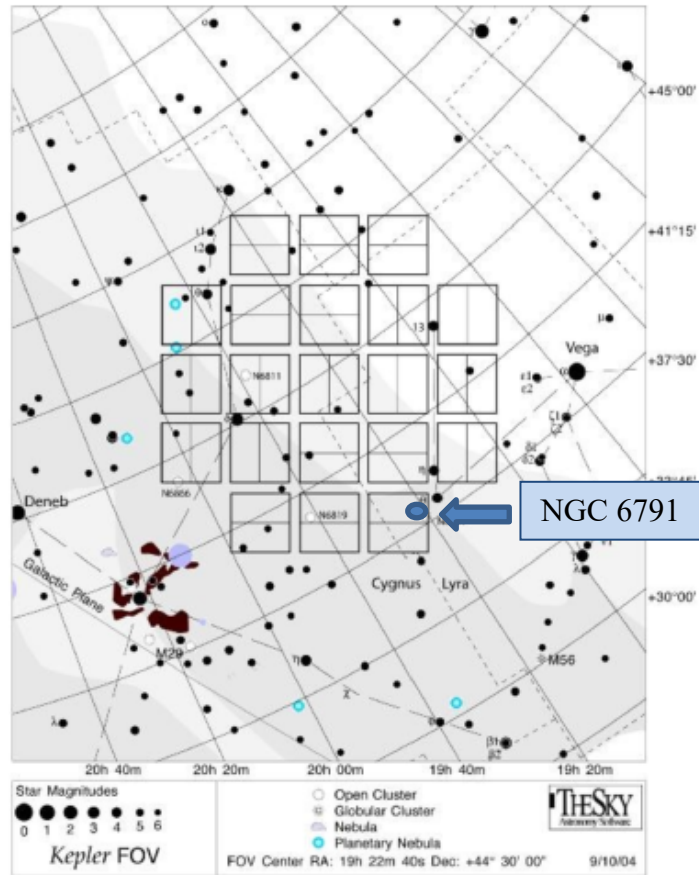 +45°00'
+41°15'
ι1
ι2
ψ
θ
13
μ
+37°30'
Vega
ε1
ε2
N6811
ζ1
ζ2
δ
η
N6866
Deneb
N6819
NGC 6791
Galactic Plane
Cygnus Lyra
γ
λ
+30°00'
M29
η
M56
χ
λ
β1
β2
20h 40m 20h 20m 20h 00m 19h 40m 19h 20m
Star Magnitudes
0 1 2 3 4 5 6
Kepler FOV
Open Cluster
Globular Cluster
Nebula
Planetary Nebula
THESKY
Astronomy Software
FOV Center RA: 19h 22m 40s Dec: +44° 30' 00" 9/10/04